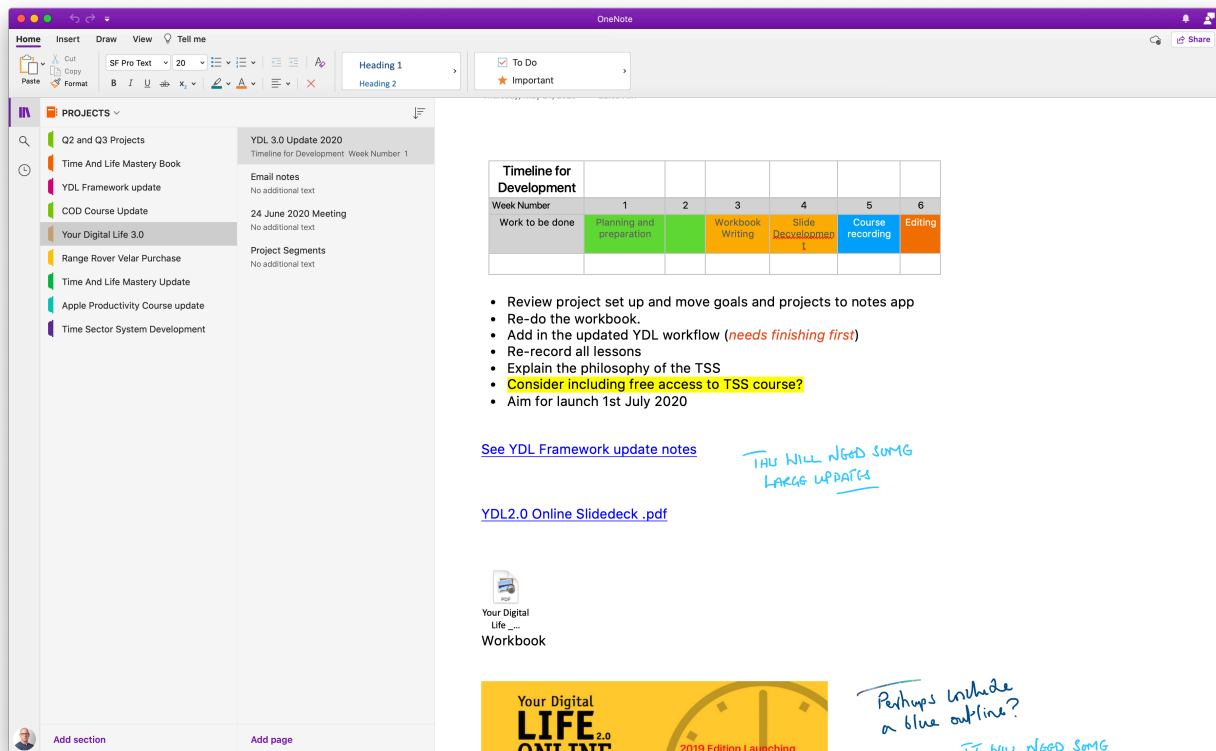 OneNote
Home Insert Draw View Tell me
Share
Paste
Cut
Copy
Format
SF Pro Text 20
B I U ab x₂ A
Heading 1
Heading 2
To Do
Important
PROJECTS
Q2 and Q3 Projects
Time And Life Mastery Book
YDL Framework update
COD Course Update
Your Digital Life 3.0
Range Rover Velar Purchase
Time And Life Mastery Update
Apple Productivity Course update
Time Sector System Development
Add section
YDL 3.0 Update 2020
Timeline for Development Week Number 1
Email notes
No additional text
24 June 2020 Meeting
No additional text
Project Segments
No additional text
Add page
Timeline for
Development
Week Number 1 2 3 4 5 6
Work to be done
Planning and
preparation
Workbook
Writing
Slide
Decvelopmen
t
Course
recording
Editing
• Review project set up and move goals and projects to notes app
• Re-do the workbook.
• Add in the updated YDL workflow (needs finishing first)
• Re-record all lessons
• Explain the philosophy of the TSS
• Consider including free access to TSS course?
• Aim for launch 1st July 2020
See YDL Framework update notes
THIS WILL NEED SOME
LARGE UPDATES
YDL2.0 Online Slidedeck .pdf
PDF
Your Digital
Life _...
Workbook
Your Digital
LIFE 2.0
ONLINE
2019 Edition Launching
Perhaps include
a blue outline?
IT WILL NEED SOME